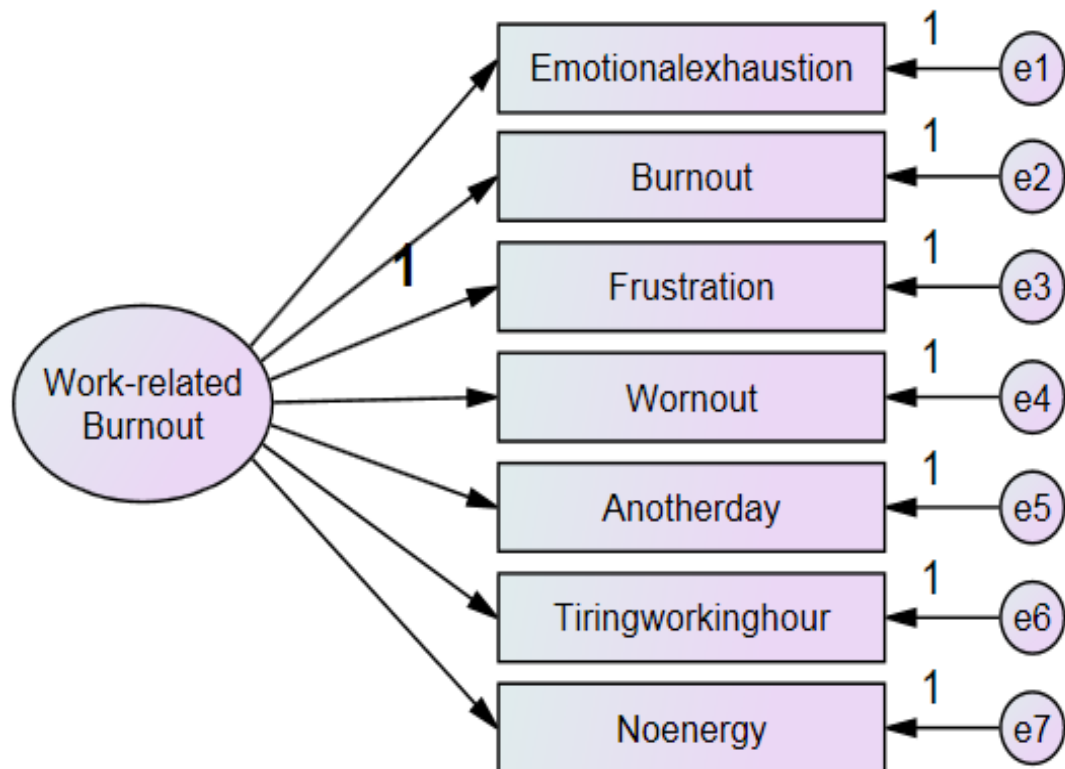 1
Emotionalexhaustion
e1
1
Burnout
e2
1
1
Frustration
e3
Work-related
Burnout
1
Wornout
e4
1
Anotherday
e5
1
Tiringworkinghour
e6
1
Noenergy
e7